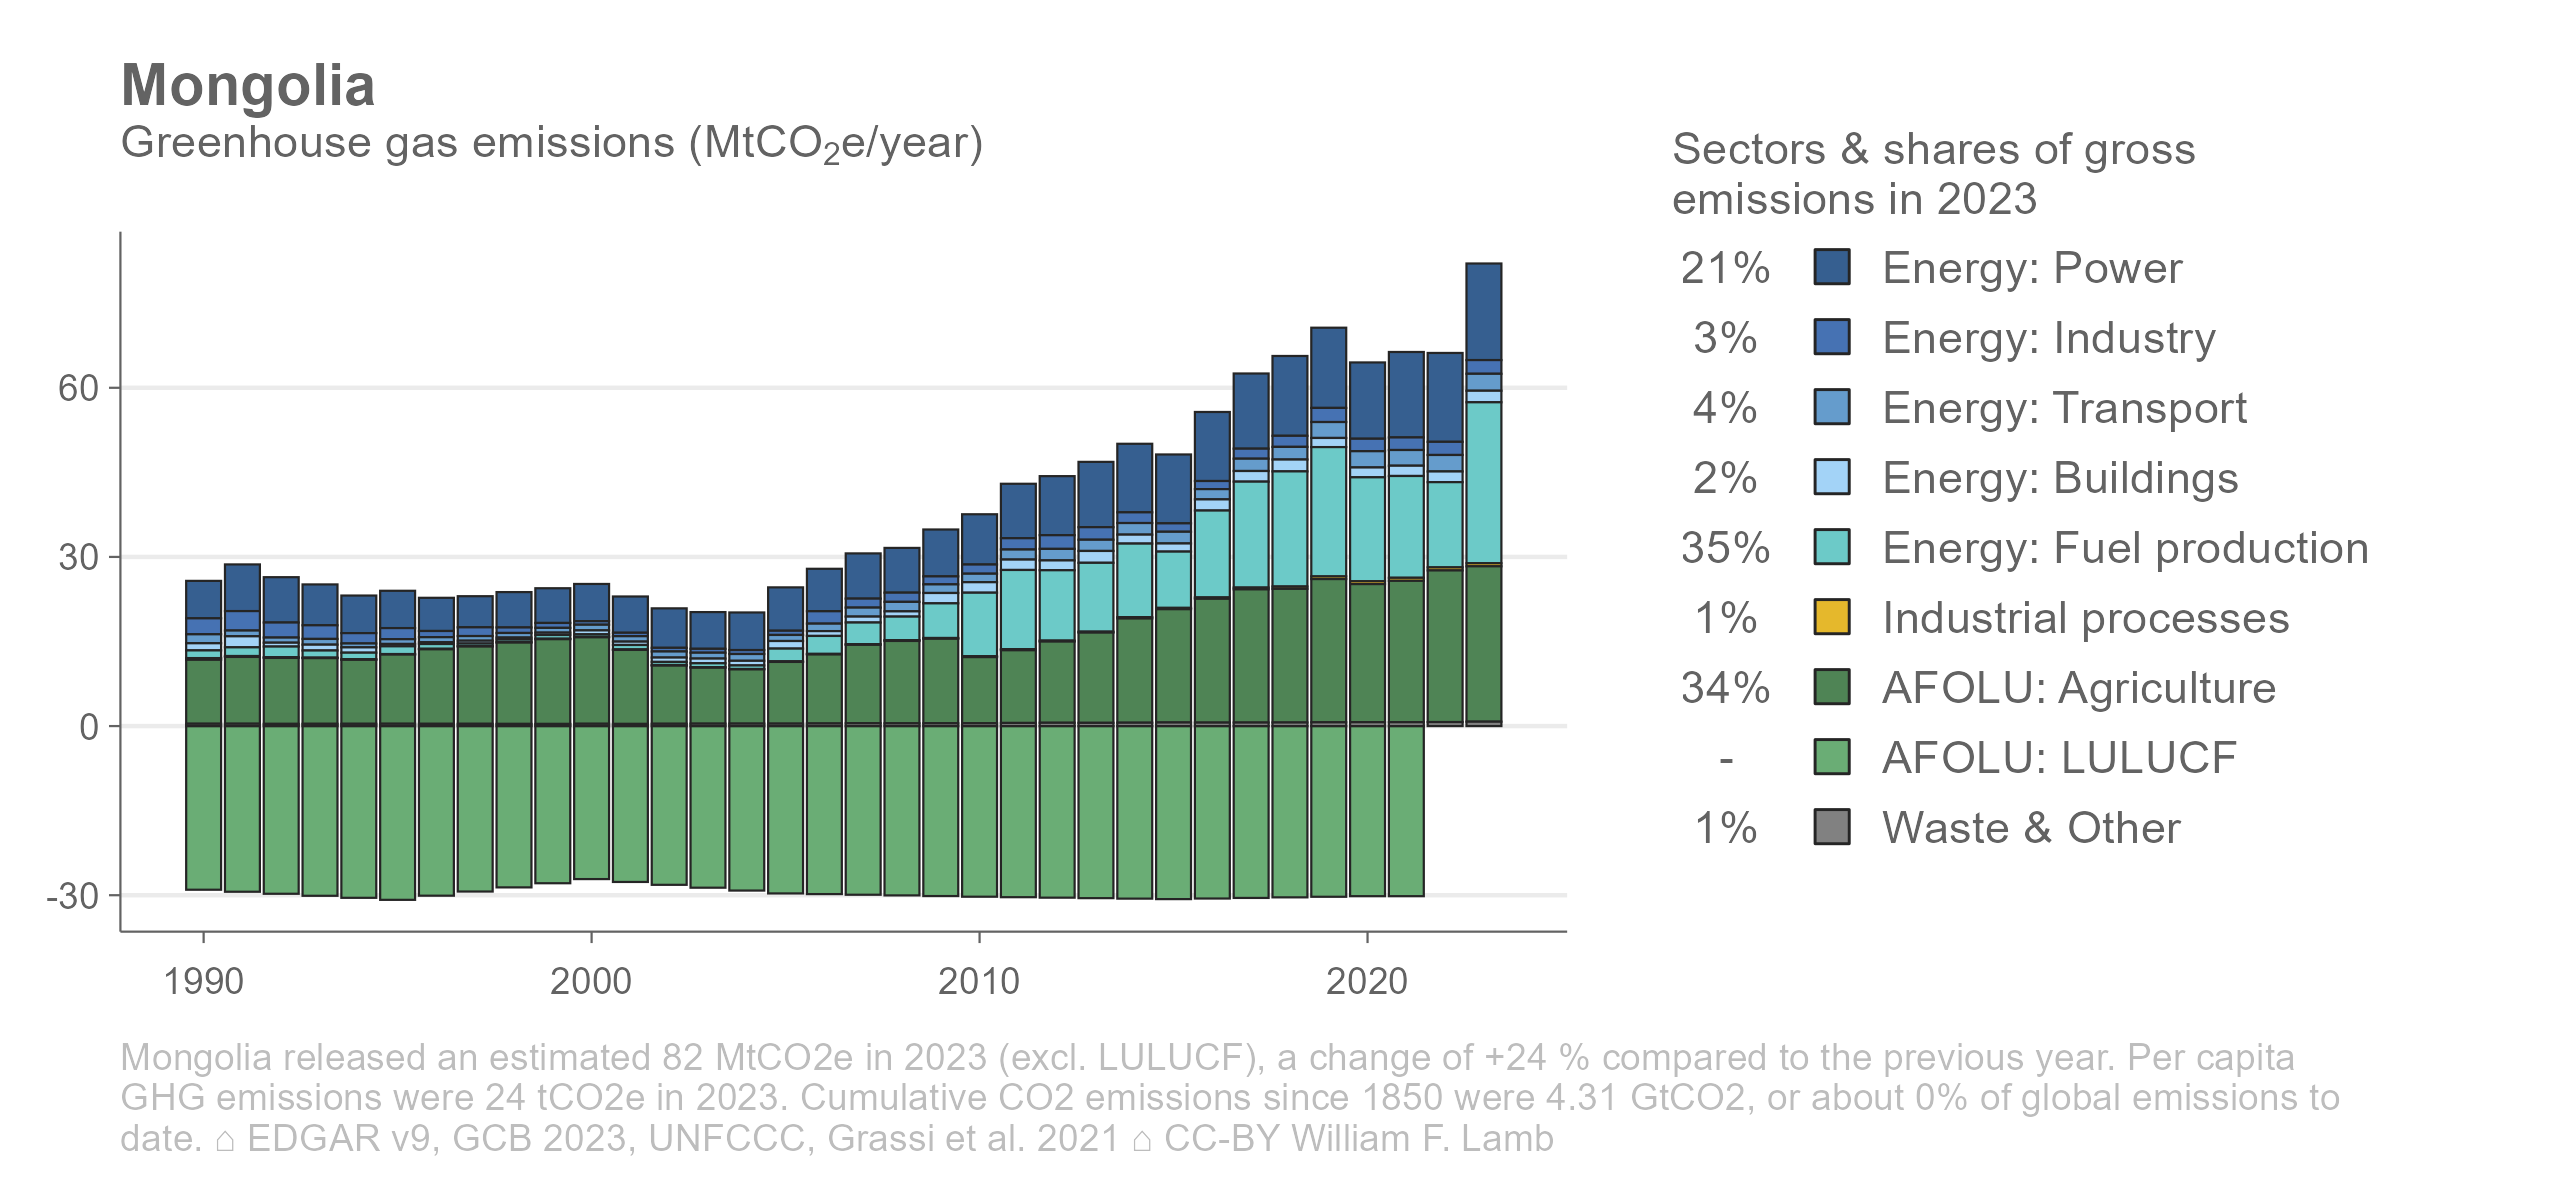 Mongolia
Greenhouse gas emissions (MtCO₂e/year)
60
30
0
-30
1990 2000 2010 2020
Sectors & shares of gross
emissions in 2023
21% Energy: Power
3% Energy: Industry
4% Energy: Transport
2% Energy: Buildings
35% Energy: Fuel production
1% Industrial processes
34% AFOLU: Agriculture
- AFOLU: LULUCF
1% Waste & Other
Mongolia released an estimated 82 MtCO2e in 2023 (excl. LULUCF), a change of +24 % compared to the previous year. Per capita
GHG emissions were 24 tCO2e in 2023. Cumulative CO2 emissions since 1850 were 4.31 GtCO2, or about 0% of global emissions to
date. ⌂ EDGAR v9, GCB 2023, UNFCCC, Grassi et al. 2021 ⌂ CC-BY William F. Lamb